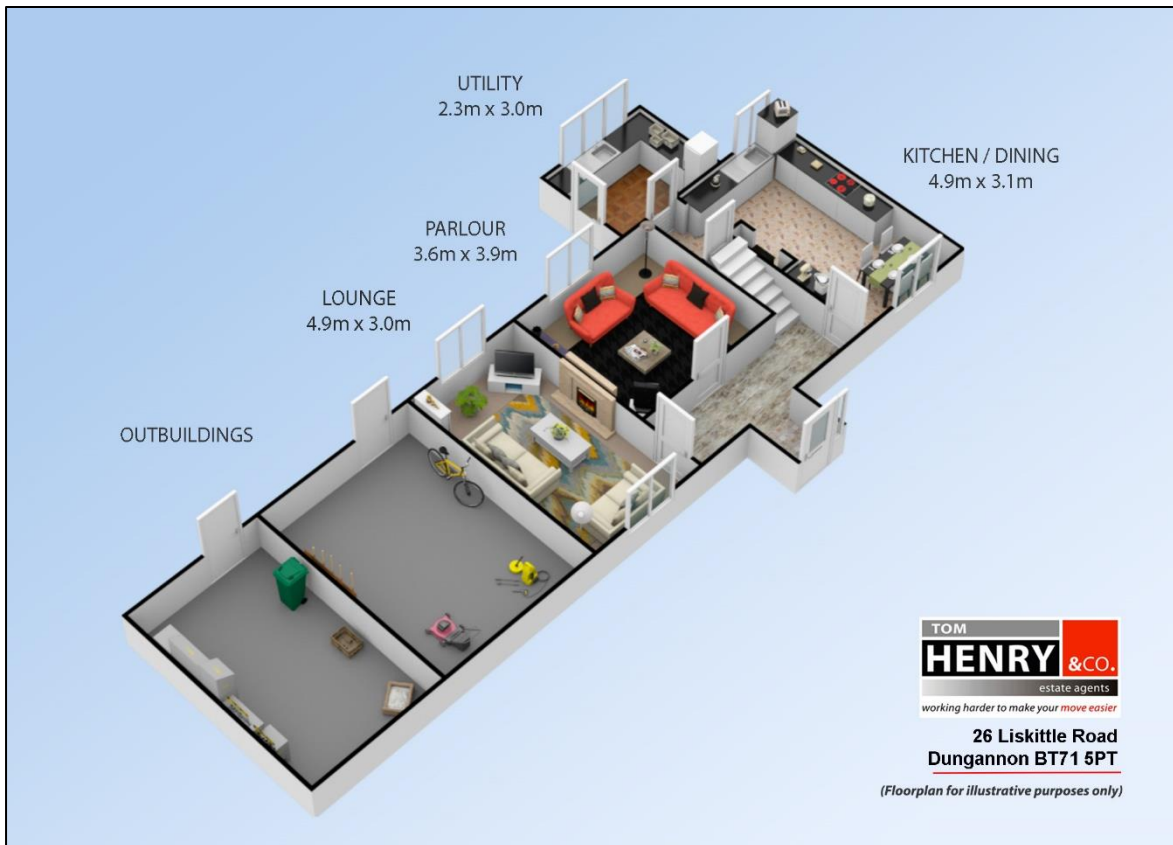 UTILITY
2.3m x 3.0m
KITCHEN / DINING
4.9m x 3.1m
PARLOUR
3.6m x 3.9m
LOUNGE
4.9m x 3.0m
OUTBUILDINGS
TOM
HENRY &CO.
estate agents
working harder to make your move easier
26 Liskittle Road
Dungannon BT71 5PT
(Floorplan for illustrative purposes only)